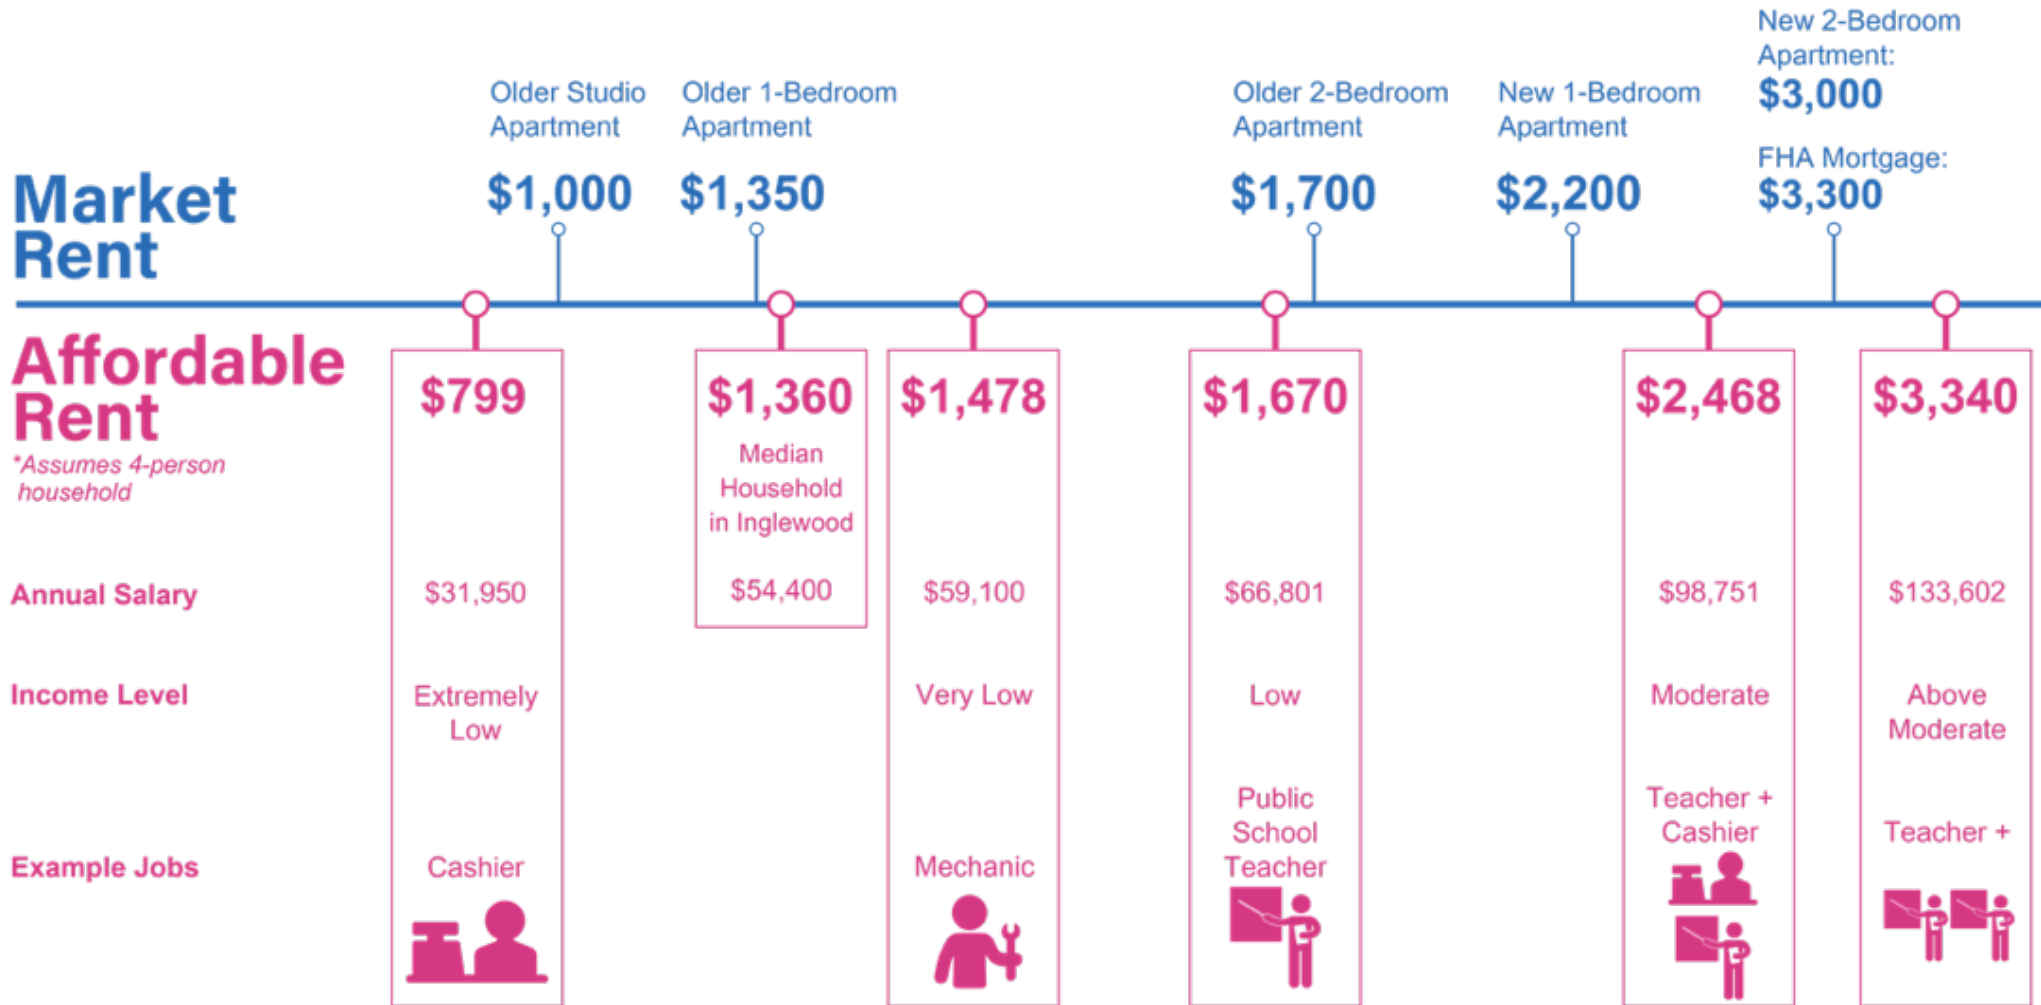 New 2-Bedroom
Apartment:
$3,000
FHA Mortgage:
$3,300
Older Studio
Apartment
$1,000
Older 1-Bedroom
Apartment
$1,350
Older 2-Bedroom
Apartment
$1,700
New 1-Bedroom
Apartment
$2,200
Market
Rent
Affordable
Rent
*Assumes 4-person
household
$799
$1,360
Median
Household
in Inglewood
$1,478
$1,670
$2,468
$3,340
Annual Salary
$31,950
$54,400
$59,100
$66,801
$98,751
$133,602
Income Level
Extremely
Low
Very Low
Low
Moderate
Above
Moderate
Example Jobs
Cashier
Mechanic
Public
School
Teacher
Teacher +
Cashier
Teacher +